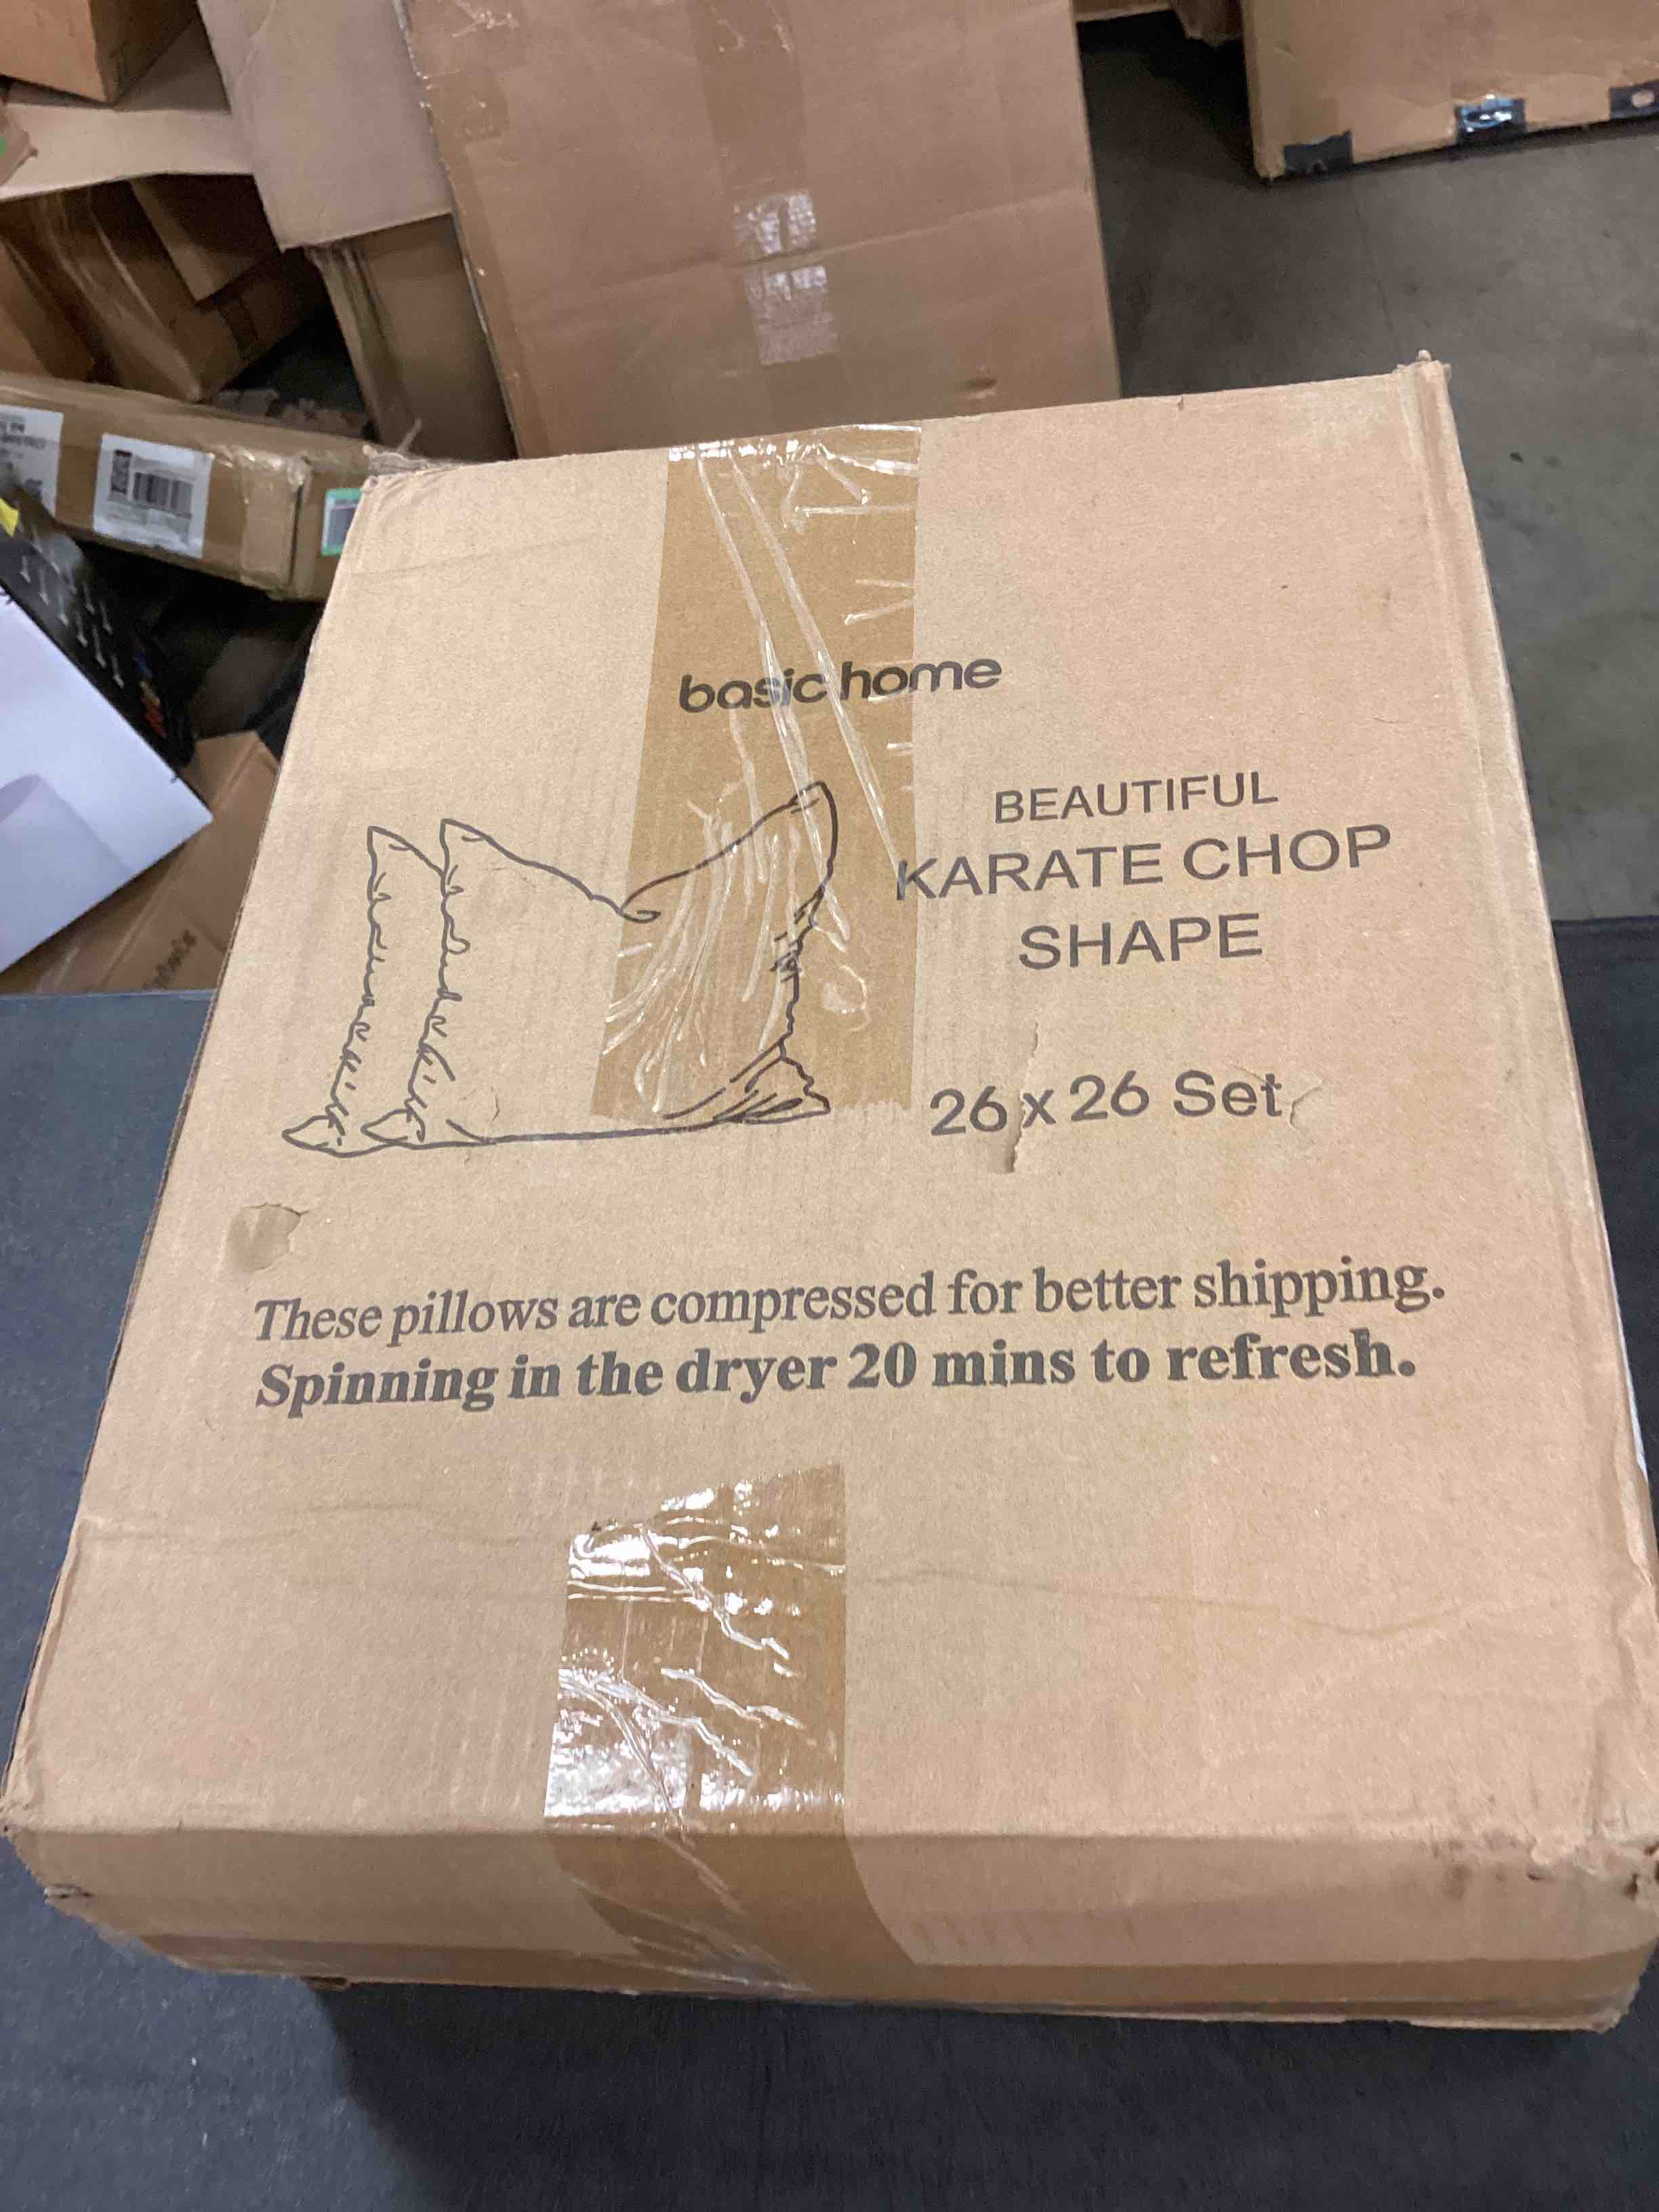 basic home
BEAUTIFUL
KARATE CHOP
SHAPE
26 x 26 Set
These pillows are compressed for better shipping.
Spinning in the dryer 20 mins to refresh.